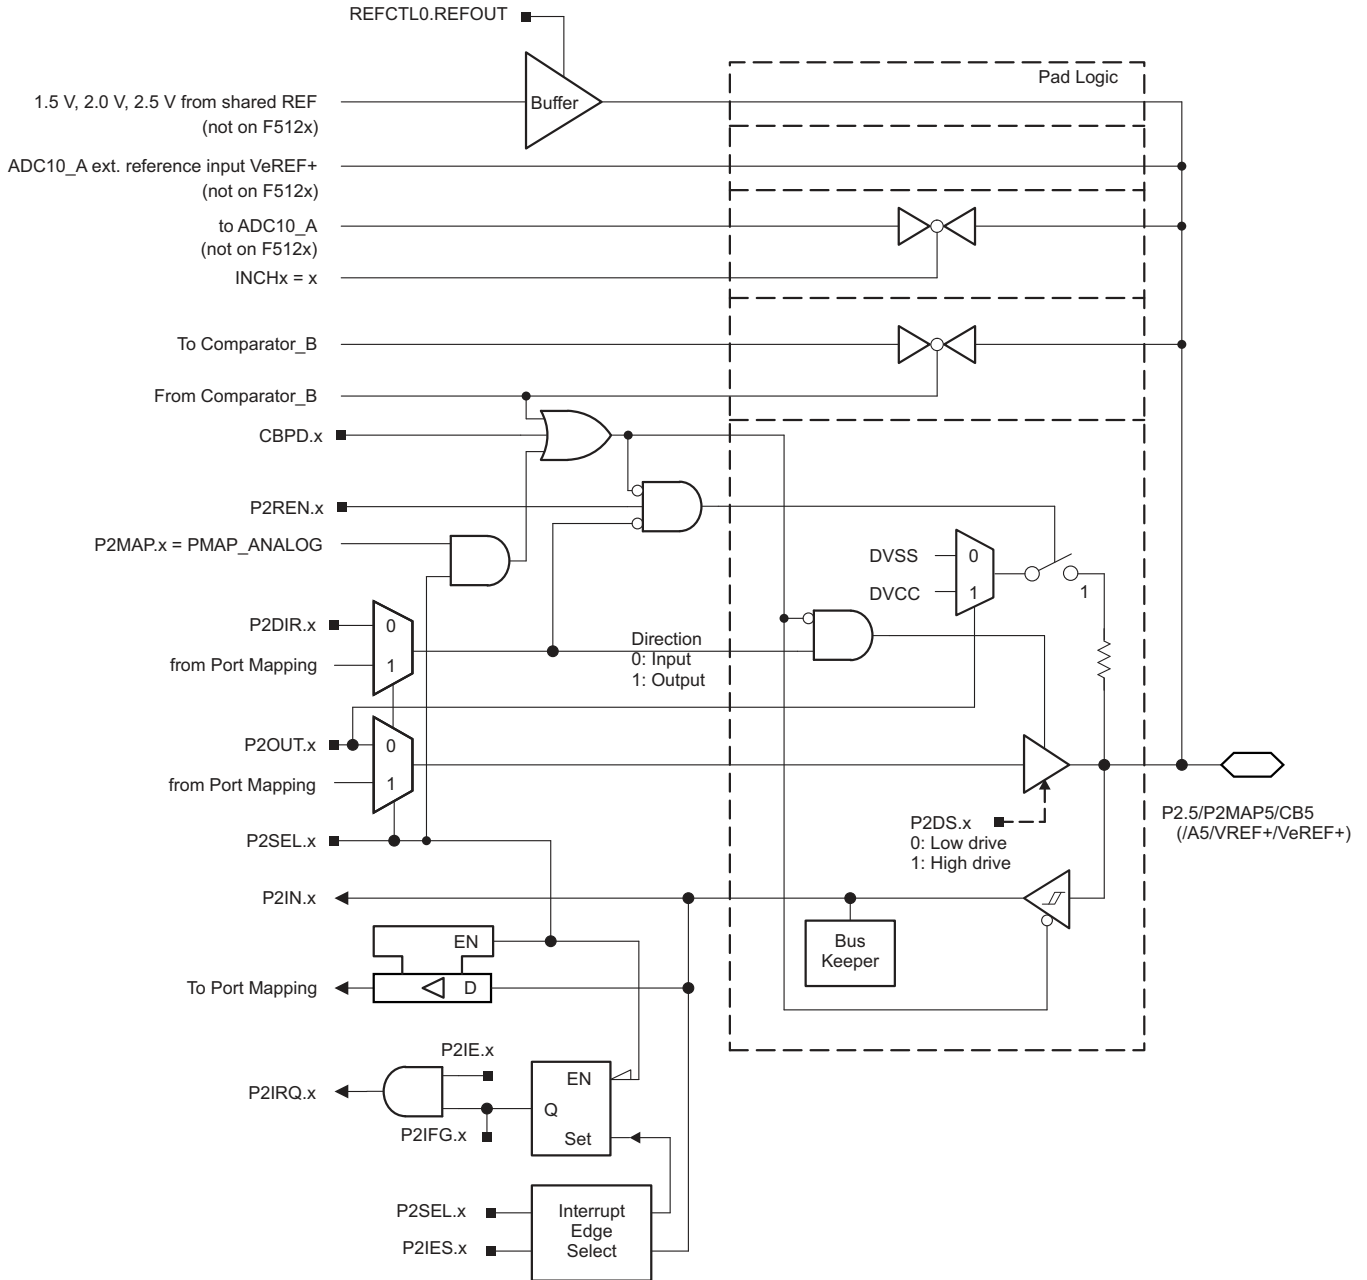 REFCTL0.REFOUT
Pad Logic
Buffer
1.5 V, 2.0 V, 2.5 V from shared REF
(not on F512x)
ADC10_A ext. reference input VeREF+
(not on F512x)
to ADC10_A
(not on F512x)
INCHx = x
To Comparator_B
From Comparator_B
CBPD.x
P2REN.x
P2MAP.x = PMAP_ANALOG
DVSS
0
DVCC
1
1
P2DIR.x
0
from Port Mapping
1
Direction
0: Input
1: Output
P2OUT.x
0
from Port Mapping
1
P2SEL.x
P2DS.x
0: Low drive
1: High drive
P2.5/P2MAP5/CB5
(/A5/VREF+/VeREF+)
P2IN.x
Bus
Keeper
EN
To Port Mapping
D
P2IE.x
P2IRQ.x
EN
Q
P2IFG.x
Set
P2SEL.x
P2IES.x
Interrupt
Edge
Select